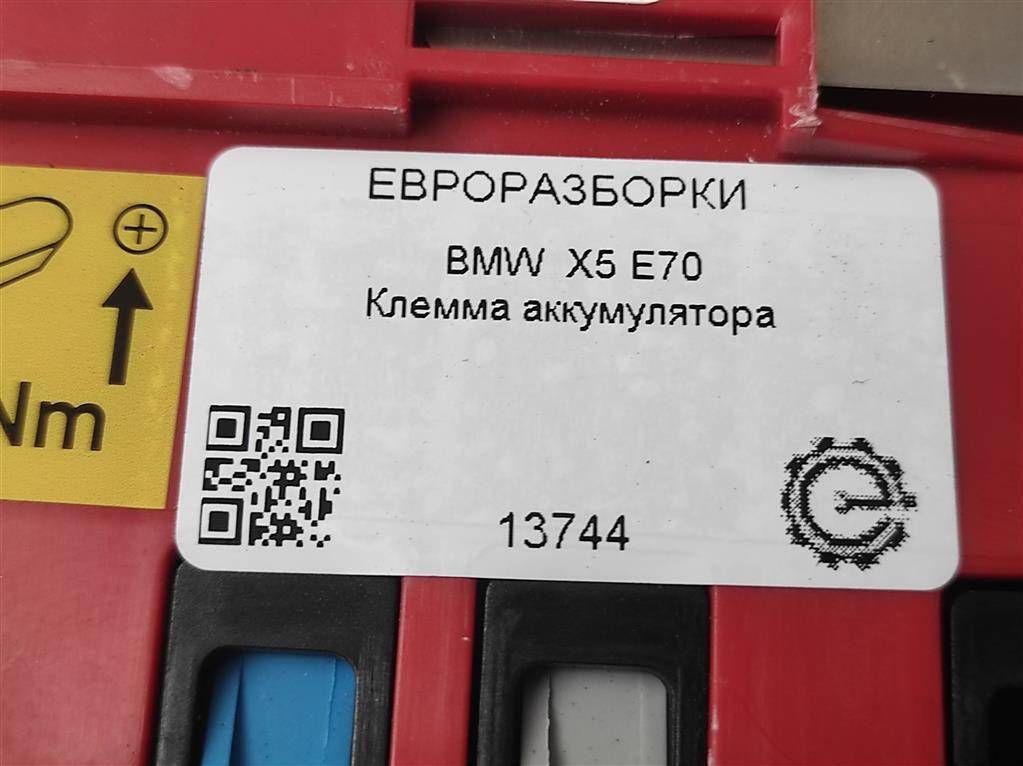 ЕВРОРАЗБОРКИ
BMW X5 E70
Клемма аккумулятора
13744
Nm